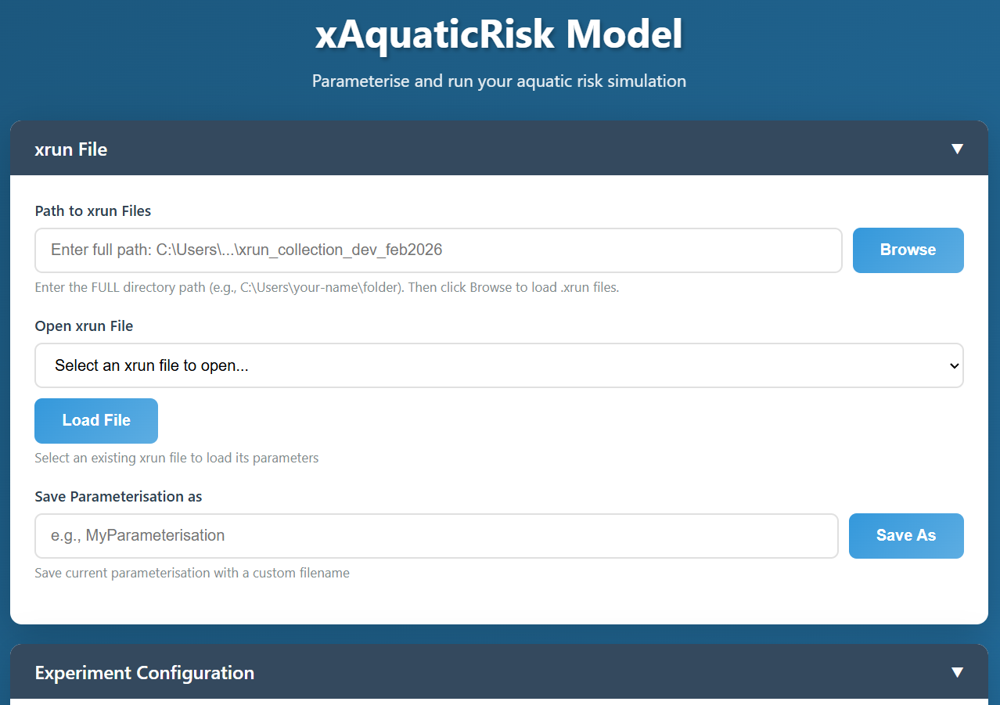 xAquaticRisk Model
Parameterise and run your aquatic risk simulation
xrun File
▼
Path to xrun Files
Enter full path: C:\Users\...\xrun_collection_dev_feb2026
Browse
Enter the FULL directory path (e.g., C:\Users\your-name\folder). Then click Browse to load .xrun files.
Open xrun File
Select an xrun file to open...
Load File
Select an existing xrun file to load its parameters
Save Parameterisation as
e.g., MyParameterisation
Save As
Save current parameterisation with a custom filename
Experiment Configuration
▼